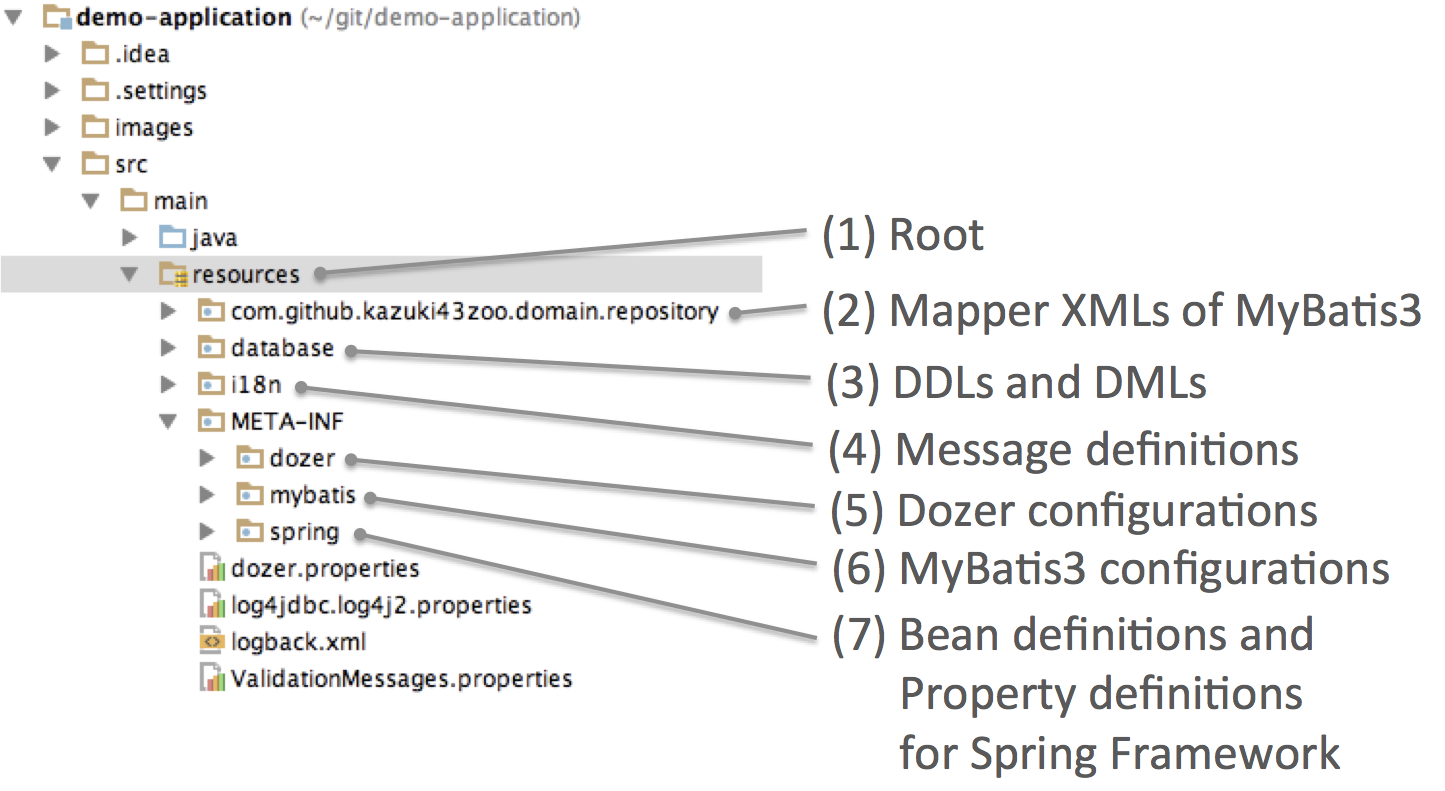 demo-application (~/git/demo-application)
.idea
.settings
images
src
main
java
resources
com.github.kazuki43zoo.domain.repository
database
i18n
META-INF
dozer
mybatis
spring
dozer.properties
log4jdbc.log4j2.properties
logback.xml
ValidationMessages.properties
(1) Root
(2) Mapper XMLs of MyBatis3
(3) DDLs and DMLs
(4) Message definitions
(5) Dozer configurations
(6) MyBatis3 configurations
(7) Bean definitions and
Property definitions
for Spring Framework